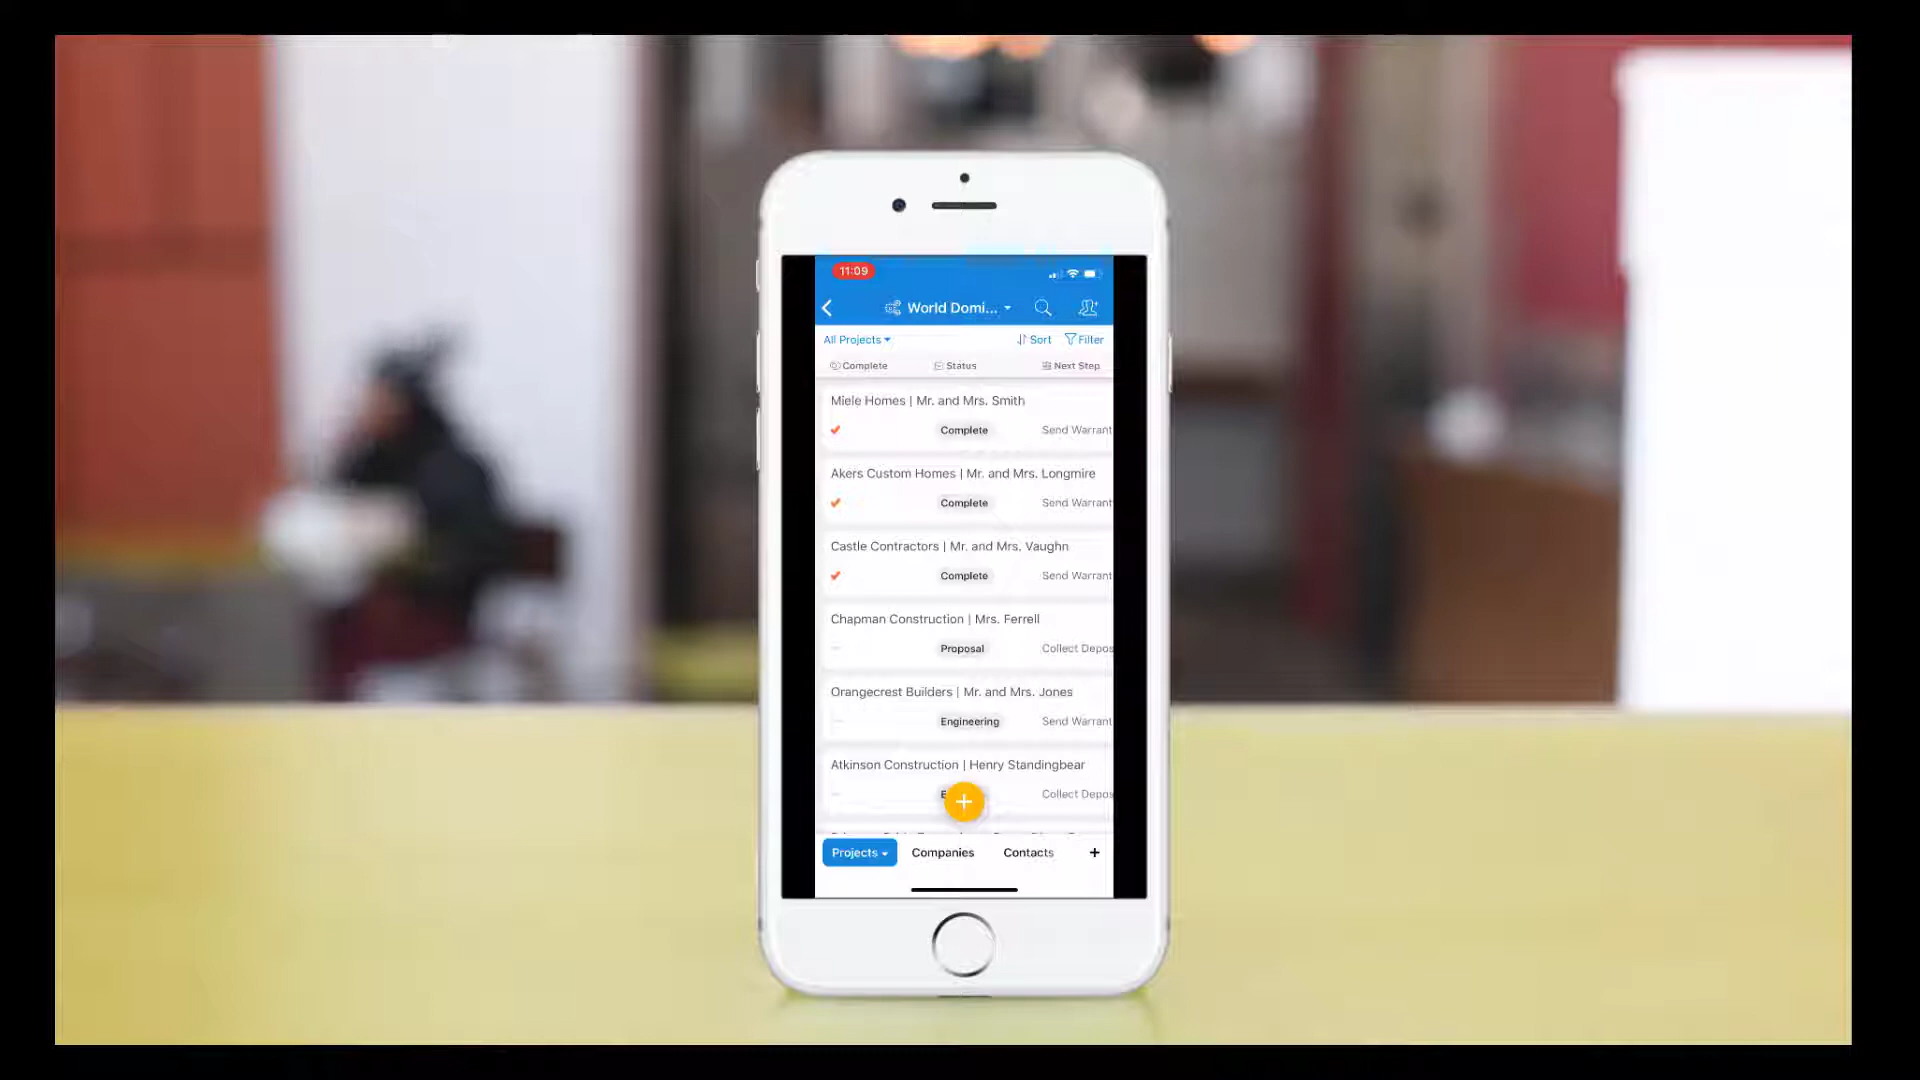 11:09
World Domi...
All Projects
Sort Filter
Complete Status Next Step
Miele Homes | Mr. and Mrs. Smith
Complete Send Warrant
Akers Custom Homes | Mr. and Mrs. Longmire
Complete Send Warrant
Castle Contractors | Mr. and Mrs. Vaughn
Complete Send Warrant
Chapman Construction | Mrs. Ferrell
Proposal Collect Depos
Orangecrest Builders | Mr. and Mrs. Jones
Engineering Send Warrant
Atkinson Construction | Henry Standingbear
Collect Depos
Projects Companies Contacts +